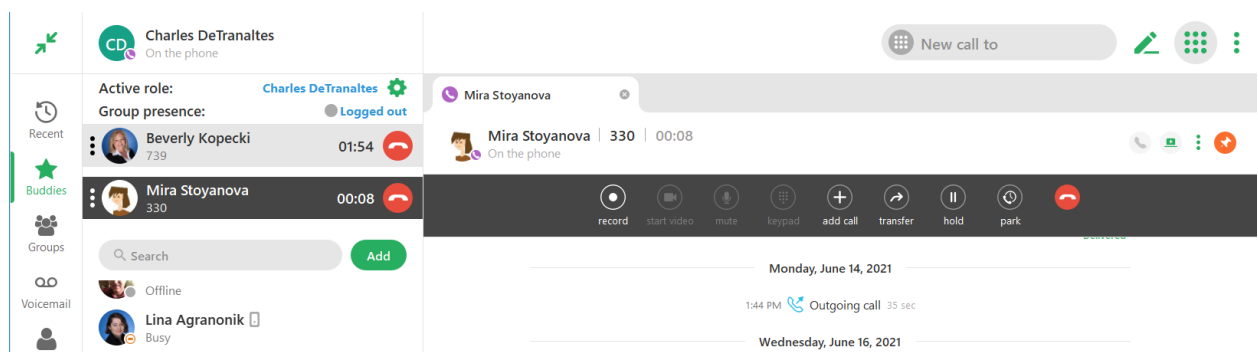 CD
Charles DeTranaltes
On the phone
New call to
Recent
Buddies
Groups
Voicemail
Active role: Charles DeTranaltes
Group presence: Logged out
Beverly Kopecki
739
01:54
Mira Stoyanova
330
00:08
Search
Add
Offline
Lina Agranonik
Busy
Mira Stoyanova
Mira Stoyanova | 330 | 00:08
On the phone
record start video mute keypad add call transfer hold park
Delivered
Monday, June 14, 2021
1:44 PM Outgoing call 35 sec
Wednesday, June 16, 2021